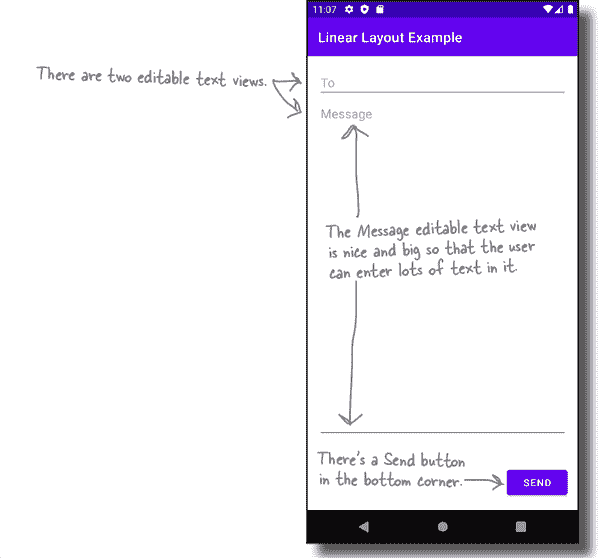 11:07
Linear Layout Example
There are two editable text views.
To
Message
The Message editable text view
is nice and big so that the user
can enter lots of text in it.
There's a Send button
in the bottom corner.
SEND